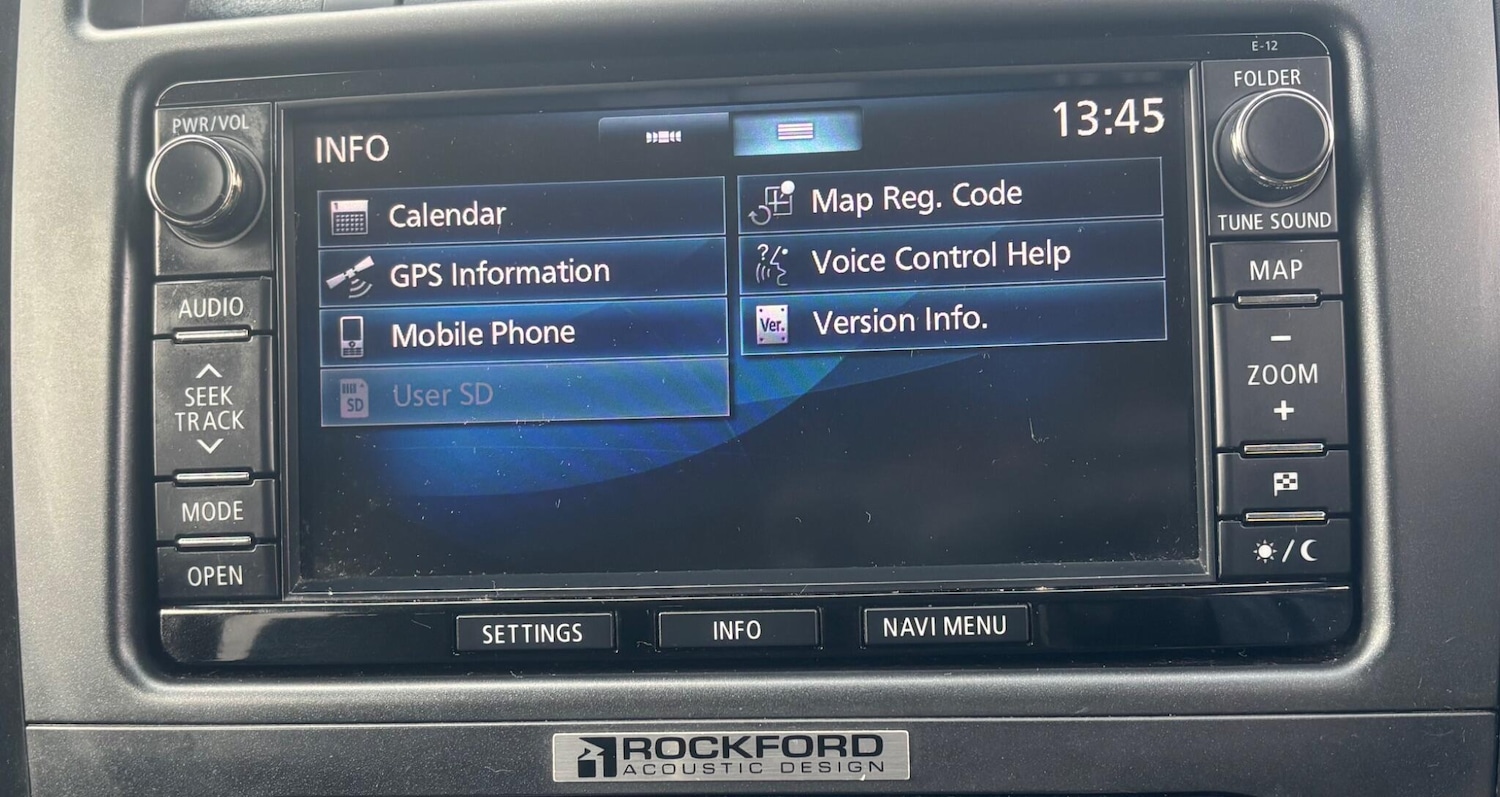 E-12
PWR/VOL
FOLDER
TUNE SOUND
INFO
13:45
Calendar
GPS Information
Mobile Phone
SD
User SD
Map Reg. Code
Voice Control Help
Ver.
Version Info.
AUDIO
SEEK
TRACK
MODE
OPEN
MAP
−
ZOOM
+
/
SETTINGS
INFO
NAVI MENU
ROCKFORD
ACOUSTIC DESIGN